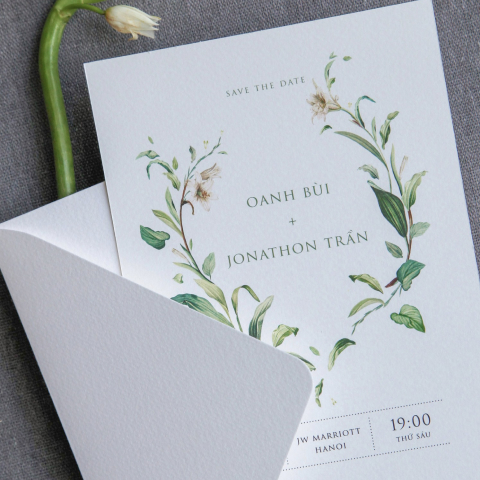 SAVE THE DATE
OANH BÙI
+
JONATHON TRẦN
JW MARRIOTT
HANOI
19:00
THỨ SÁU